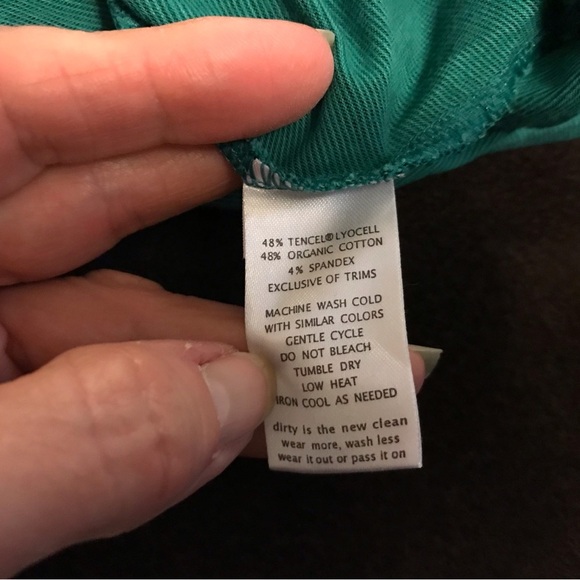 48% TENCEL® LYOCELL
48% ORGANIC COTTON
4% SPANDEX
EXCLUSIVE OF TRIMS
MACHINE WASH COLD
WITH SIMILAR COLORS
GENTLE CYCLE
DO NOT BLEACH
TUMBLE DRY
LOW HEAT
IRON COOL AS NEEDED
dirty is the new clean
wear more, wash less
wear it out or pass it on